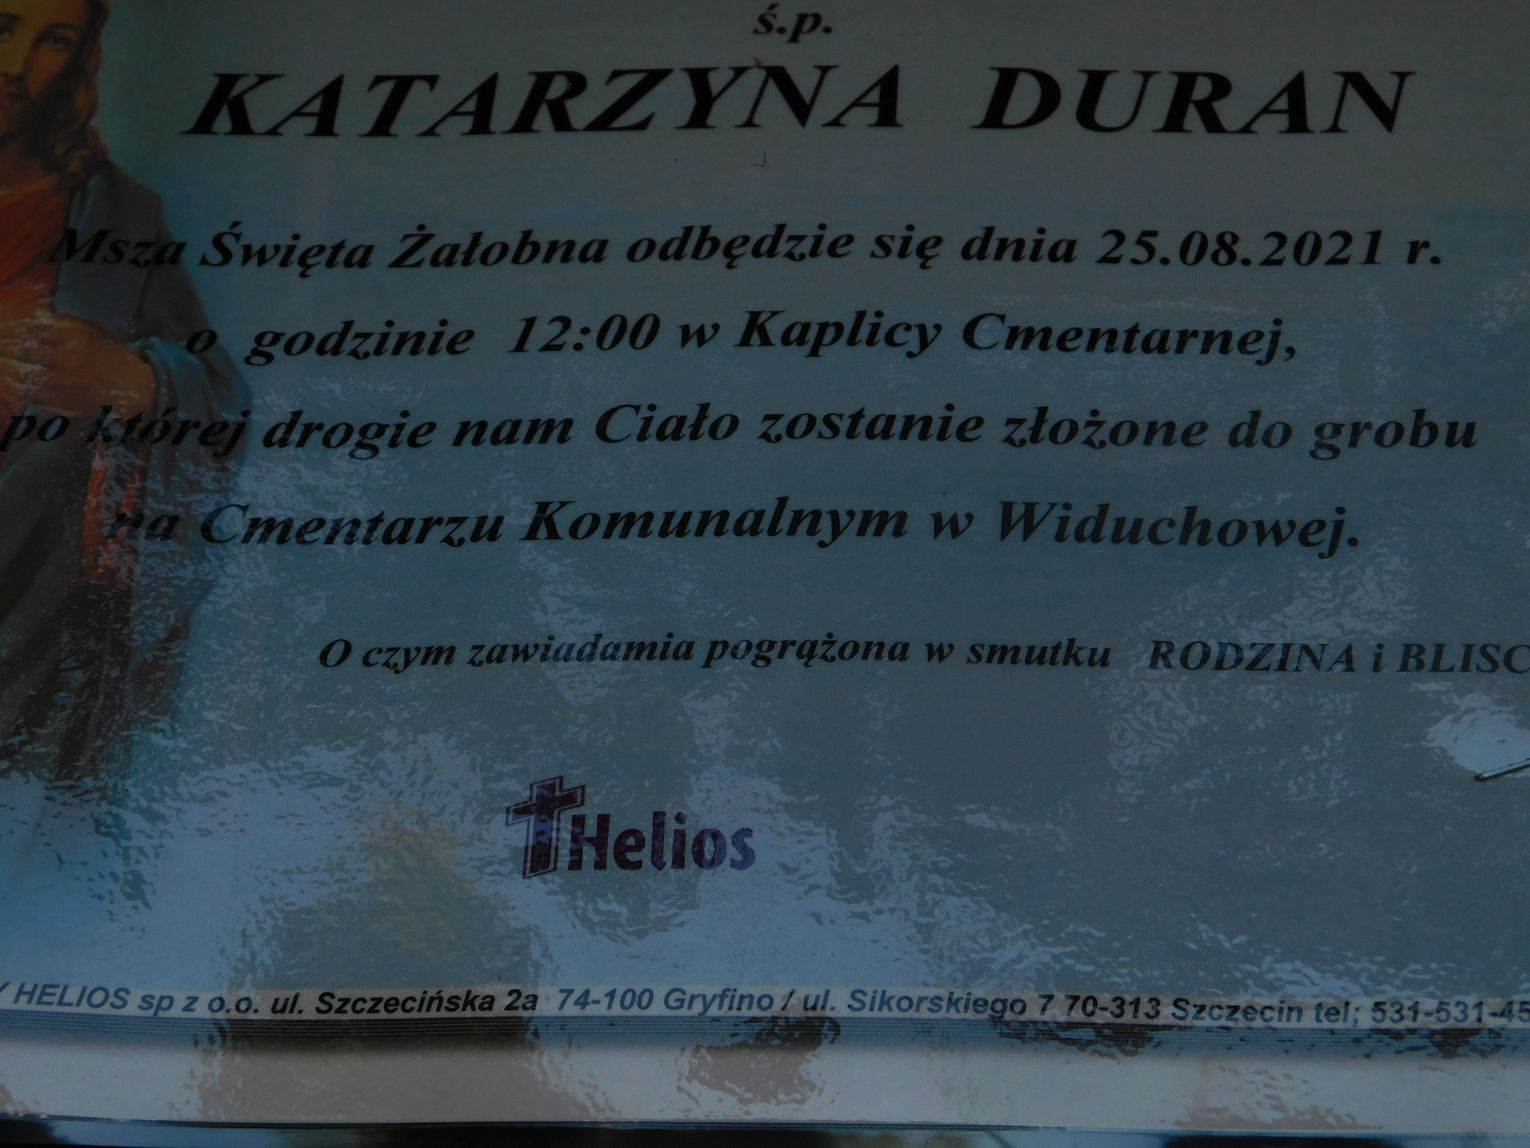 ś.p.
KATARZYNA DURAN
Msza Święta Żałobna odbędzie się dnia 25.08.2021 r.
o godzinie 12:00 w Kaplicy Cmentarnej,
po której drogie nam Ciało zostanie złożone do grobu
na Cmentarzu Komunalnym w Widuchowej.
O czym zawiadamia pogrążona w smutku RODZINA i BLISC
Helios
Y HELIOS sp z o.o. ul. Szczecińska 2a 74-100 Gryfino / ul. Sikorskiego 7 70-313 Szczecin tel; 531-531-45